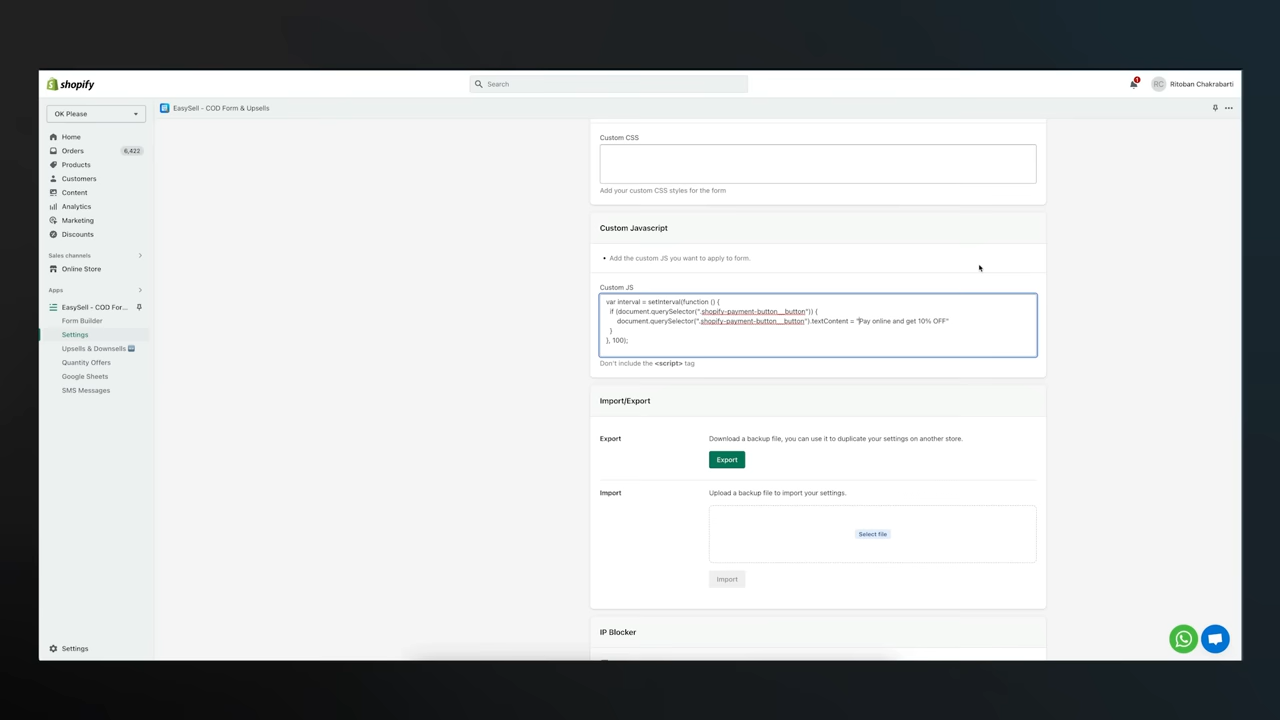 shopify
Search
1
RC
Ritoban Chakrabarti
OK Please
EasySell - COD Form & Upsells
Home
Orders 6,422
Products
Customers
Content
Analytics
Marketing
Discounts
Sales channels
Online Store
Apps
EasySell - COD For...
Form Builder
Settings
Upsells & Downsells
Quantity Offers
Google Sheets
SMS Messages
Settings
Custom CSS
Add your custom CSS styles for the form
Custom Javascript
• Add the custom JS you want to apply to form.
Custom JS
var interval = setInterval(function () {
if (document.querySelector(".shopify-payment-button__button")) {
document.querySelector(".shopify-payment-button__button").textContent = "Pay online and get 10% OFF"
}
}, 100);
Don't include the <script> tag
Import/Export
Export
Download a backup file, you can use it to duplicate your settings on another store.
Export
Import
Upload a backup file to import your settings.
Select file
Import
IP Blocker